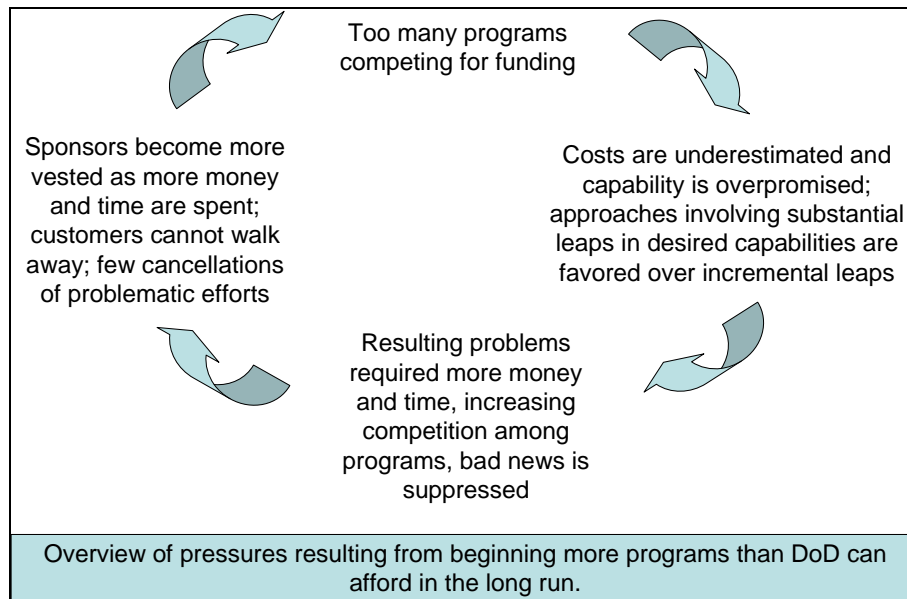 Too many programs
competing for funding
Costs are underestimated and
capability is overpromised;
approaches involving substantial
leaps in desired capabilities are
favored over incremental leaps
Resulting problems
required more money
and time, increasing
competition among
programs, bad news is
suppressed
Sponsors become more
vested as more money
and time are spent;
customers cannot walk
away; few cancellations
of problematic efforts
Overview of pressures resulting from beginning more programs than DoD can
afford in the long run.